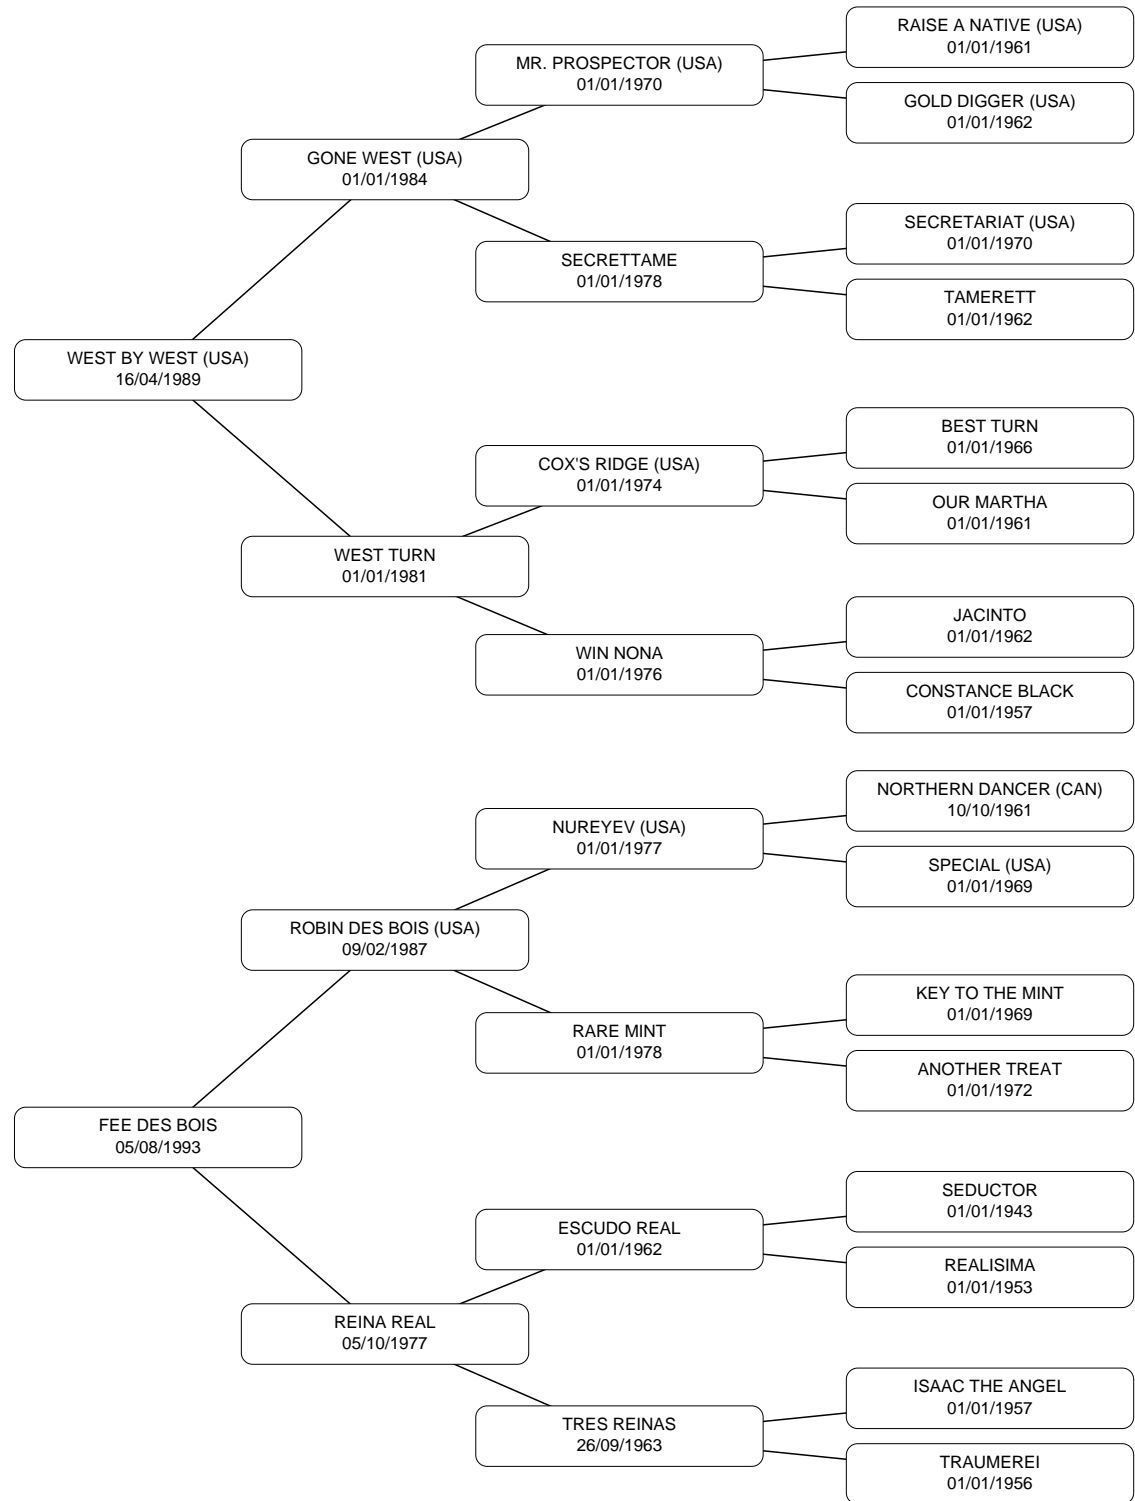 RAISE A NATIVE (USA)
01/01/1961
MR. PROSPECTOR (USA)
01/01/1970
GOLD DIGGER (USA)
01/01/1962
GONE WEST (USA)
01/01/1984
SECRETARIAT (USA)
01/01/1970
SECRETTAME
01/01/1978
TAMERETT
01/01/1962
WEST BY WEST (USA)
16/04/1989
BEST TURN
01/01/1966
COX'S RIDGE (USA)
01/01/1974
OUR MARTHA
01/01/1961
WEST TURN
01/01/1981
JACINTO
01/01/1962
WIN NONA
01/01/1976
CONSTANCE BLACK
01/01/1957
NORTHERN DANCER (CAN)
10/10/1961
NUREYEV (USA)
01/01/1977
SPECIAL (USA)
01/01/1969
ROBIN DES BOIS (USA)
09/02/1987
KEY TO THE MINT
01/01/1969
RARE MINT
01/01/1978
ANOTHER TREAT
01/01/1972
FEE DES BOIS
05/08/1993
SEDUCTOR
01/01/1943
ESCUDO REAL
01/01/1962
REALISIMA
01/01/1953
REINA REAL
05/10/1977
ISAAC THE ANGEL
01/01/1957
TRES REINAS
26/09/1963
TRAUMEREI
01/01/1956